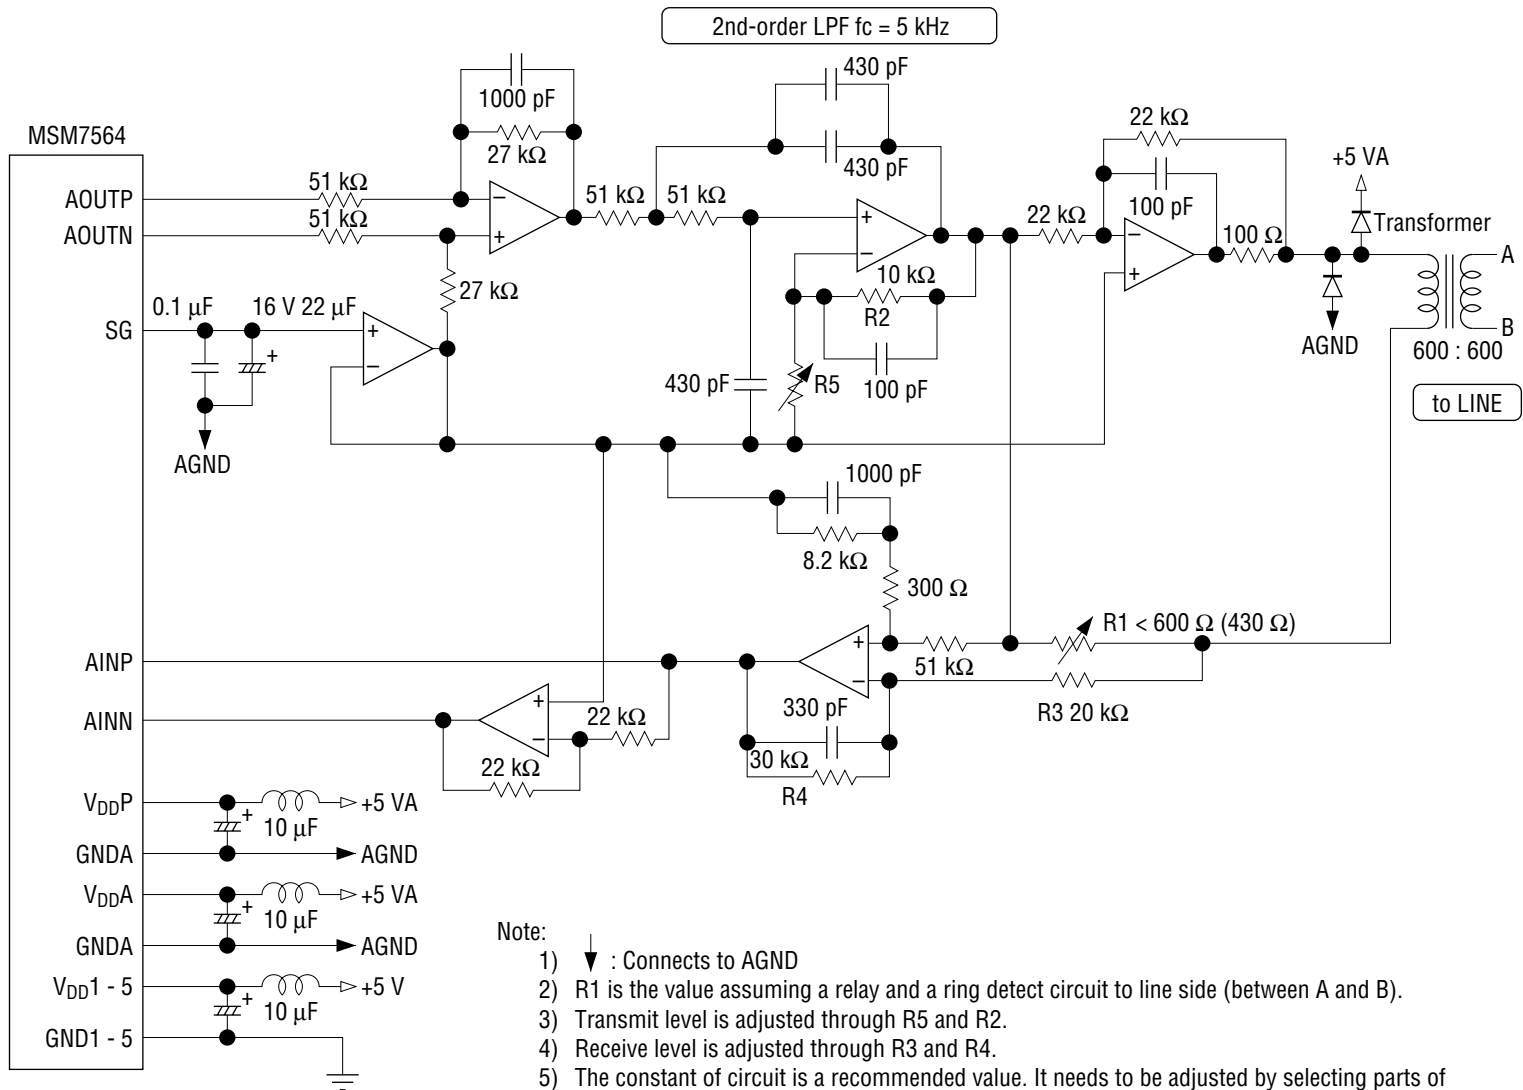 2nd-order LPF fc = 5 kHz
430 pF
1000 pF
27 kΩ
430 pF
22 kΩ
100 pF
+5 VA
MSM7564
AOUTP
51 kΩ
−
51 kΩ
51 kΩ
+
22 kΩ
−
100 Ω
Transformer
A
AOUTN
51 kΩ
+
−
+
27 kΩ
10 kΩ
R2
SG
0.1 μF
16 V 22 μF
+
+
−
AGND
B
600 : 600
430 pF
R5
100 pF
to LINE
AGND
1000 pF
8.2 kΩ
300 Ω
AINP
+
−
51 kΩ
R1 < 600 Ω (430 Ω)
R3 20 kΩ
AINN
+
−
22 kΩ
22 kΩ
330 pF
30 kΩ
R4
VDDP
+
10 μF
+5 VA
GNDA
AGND
VDDA
+
10 μF
+5 VA
GNDA
AGND
VDD1 - 5
+
10 μF
+5 V
GND1 - 5
Note:
1) : Connects to AGND
2) R1 is the value assuming a relay and a ring detect circuit to line side (between A and B).
3) Transmit level is adjusted through R5 and R2.
4) Receive level is adjusted through R3 and R4.
5) The constant of circuit is a recommended value. It needs to be adjusted by selecting parts of